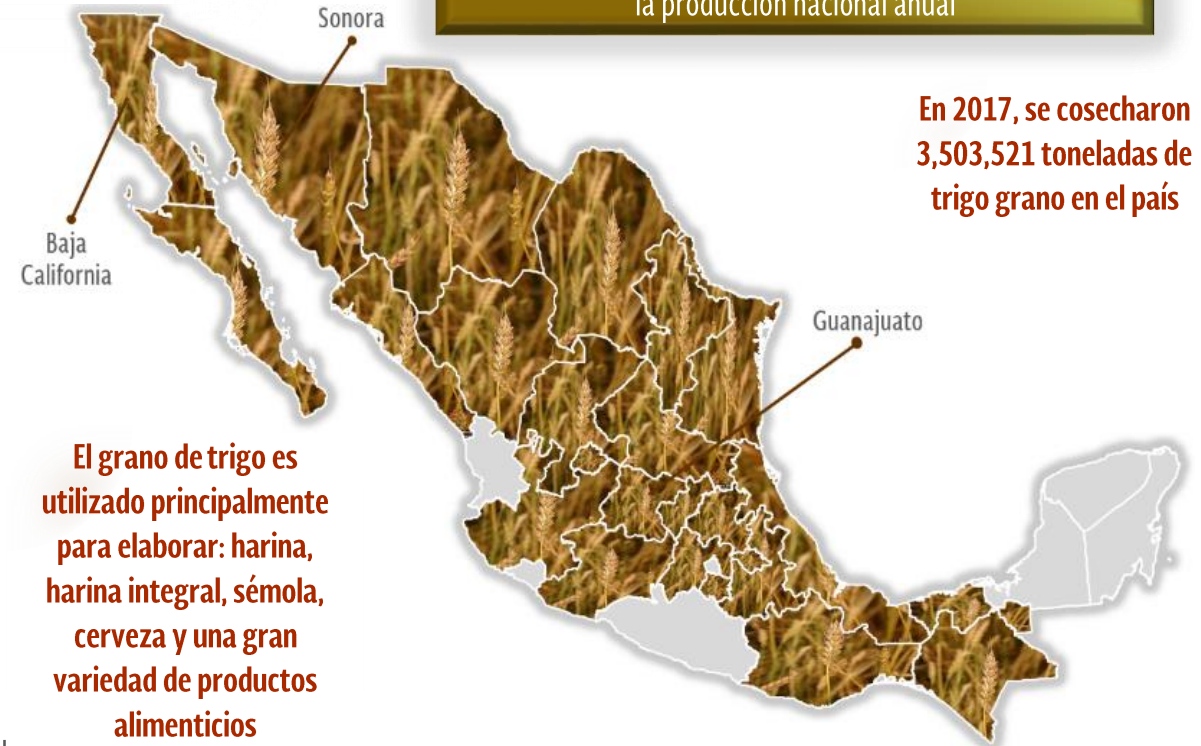 la producción nacional anual
Sonora
En 2017, se cosecharon
3,503,521 toneladas de
trigo grano en el país
Baja
California
Guanajuato
El grano de trigo es
utilizado principalmente
para elaborar: harina,
harina integral, sémola,
cerveza y una gran
variedad de productos
alimenticios